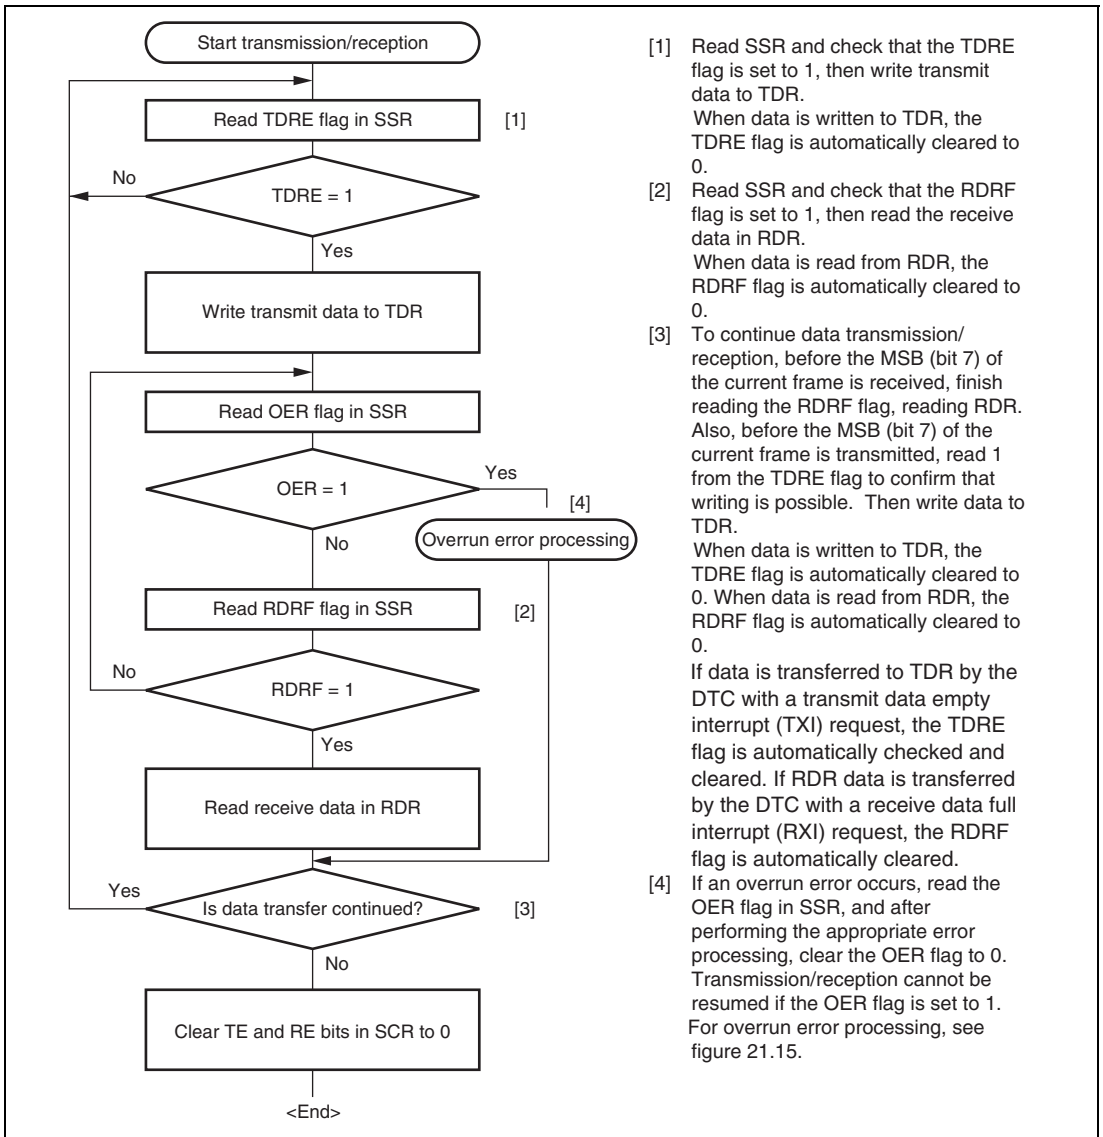 Start transmission/reception
Read TDRE flag in SSR
[1]
No
TDRE = 1
Yes
Write transmit data to TDR
Read OER flag in SSR
Yes
OER = 1
[4]
No
Overrun error processing
Read RDRF flag in SSR
[2]
No
RDRF = 1
Yes
Read receive data in RDR
Yes
Is data transfer continued?
[3]
No
Clear TE and RE bits in SCR to 0
<End>
[1] Read SSR and check that the TDRE
flag is set to 1, then write transmit
data to TDR.
When data is written to TDR, the
TDRE flag is automatically cleared to
0.
[2] Read SSR and check that the RDRF
flag is set to 1, then read the receive
data in RDR.
When data is read from RDR, the
RDRF flag is automatically cleared to
0.
[3] To continue data transmission/
reception, before the MSB (bit 7) of
the current frame is received, finish
reading the RDRF flag, reading RDR.
Also, before the MSB (bit 7) of the
current frame is transmitted, read 1
from the TDRE flag to confirm that
writing is possible. Then write data to
TDR.
When data is written to TDR, the
TDRE flag is automatically cleared to
0. When data is read from RDR, the
RDRF flag is automatically cleared to
0.
If data is transferred to TDR by the
DTC with a transmit data empty
interrupt (TXI) request, the TDRE
flag is automatically checked and
cleared. If RDR data is transferred
by the DTC with a receive data full
interrupt (RXI) request, the RDRF
flag is automatically cleared.
[4] If an overrun error occurs, read the
OER flag in SSR, and after
performing the appropriate error
processing, clear the OER flag to 0.
Transmission/reception cannot be
resumed if the OER flag is set to 1.
For overrun error processing, see
figure 21.15.